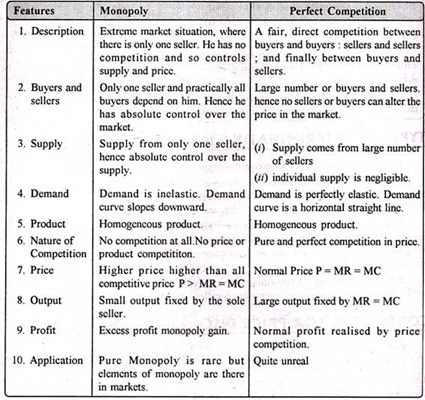 Features Monopoly Perfect Competition
1. Description Extreme market situation, where A fair, direct competition between
there is only one seller. He has no buyers and buyers : sellers and sellers
competition and so controls ; and finally between buyers and
supply and price. sellers.
2. Buyers and Only one seller and practically all Large number or buyers and sellers.
sellers buyers depend on him. Hence he hence no sellers or buyers can alter the
has absolute control over the price in the market.
market.
3. Supply Supply from only one seller, (i) Supply comes from large number
hence absolute control over the of sellers
supply. (ii) individual supply is negligible.
4. Demand Demand is inelastic. Demand Demand is perfectly elastic. Demand
curve slopes downward. curve is a horizontal straight line.
5. Product Homogeneous product. Homogeneous product.
6. Nature of No competition at all.No price or Pure and perfect competition in price.
Competition product competititon.
7. Price Higher price higher than all Normal Price P = MR = MC
competitive price P > MR = MC
8. Output Small output fixed by the sole Large output fixed by MR = MC
seller.
9. Profit Excess profit monopoly gain. Normal profit realised by price
competition.
10. Application Pure Monopoly is rare but Quite unreal
elements of monopoly are there
in markets.